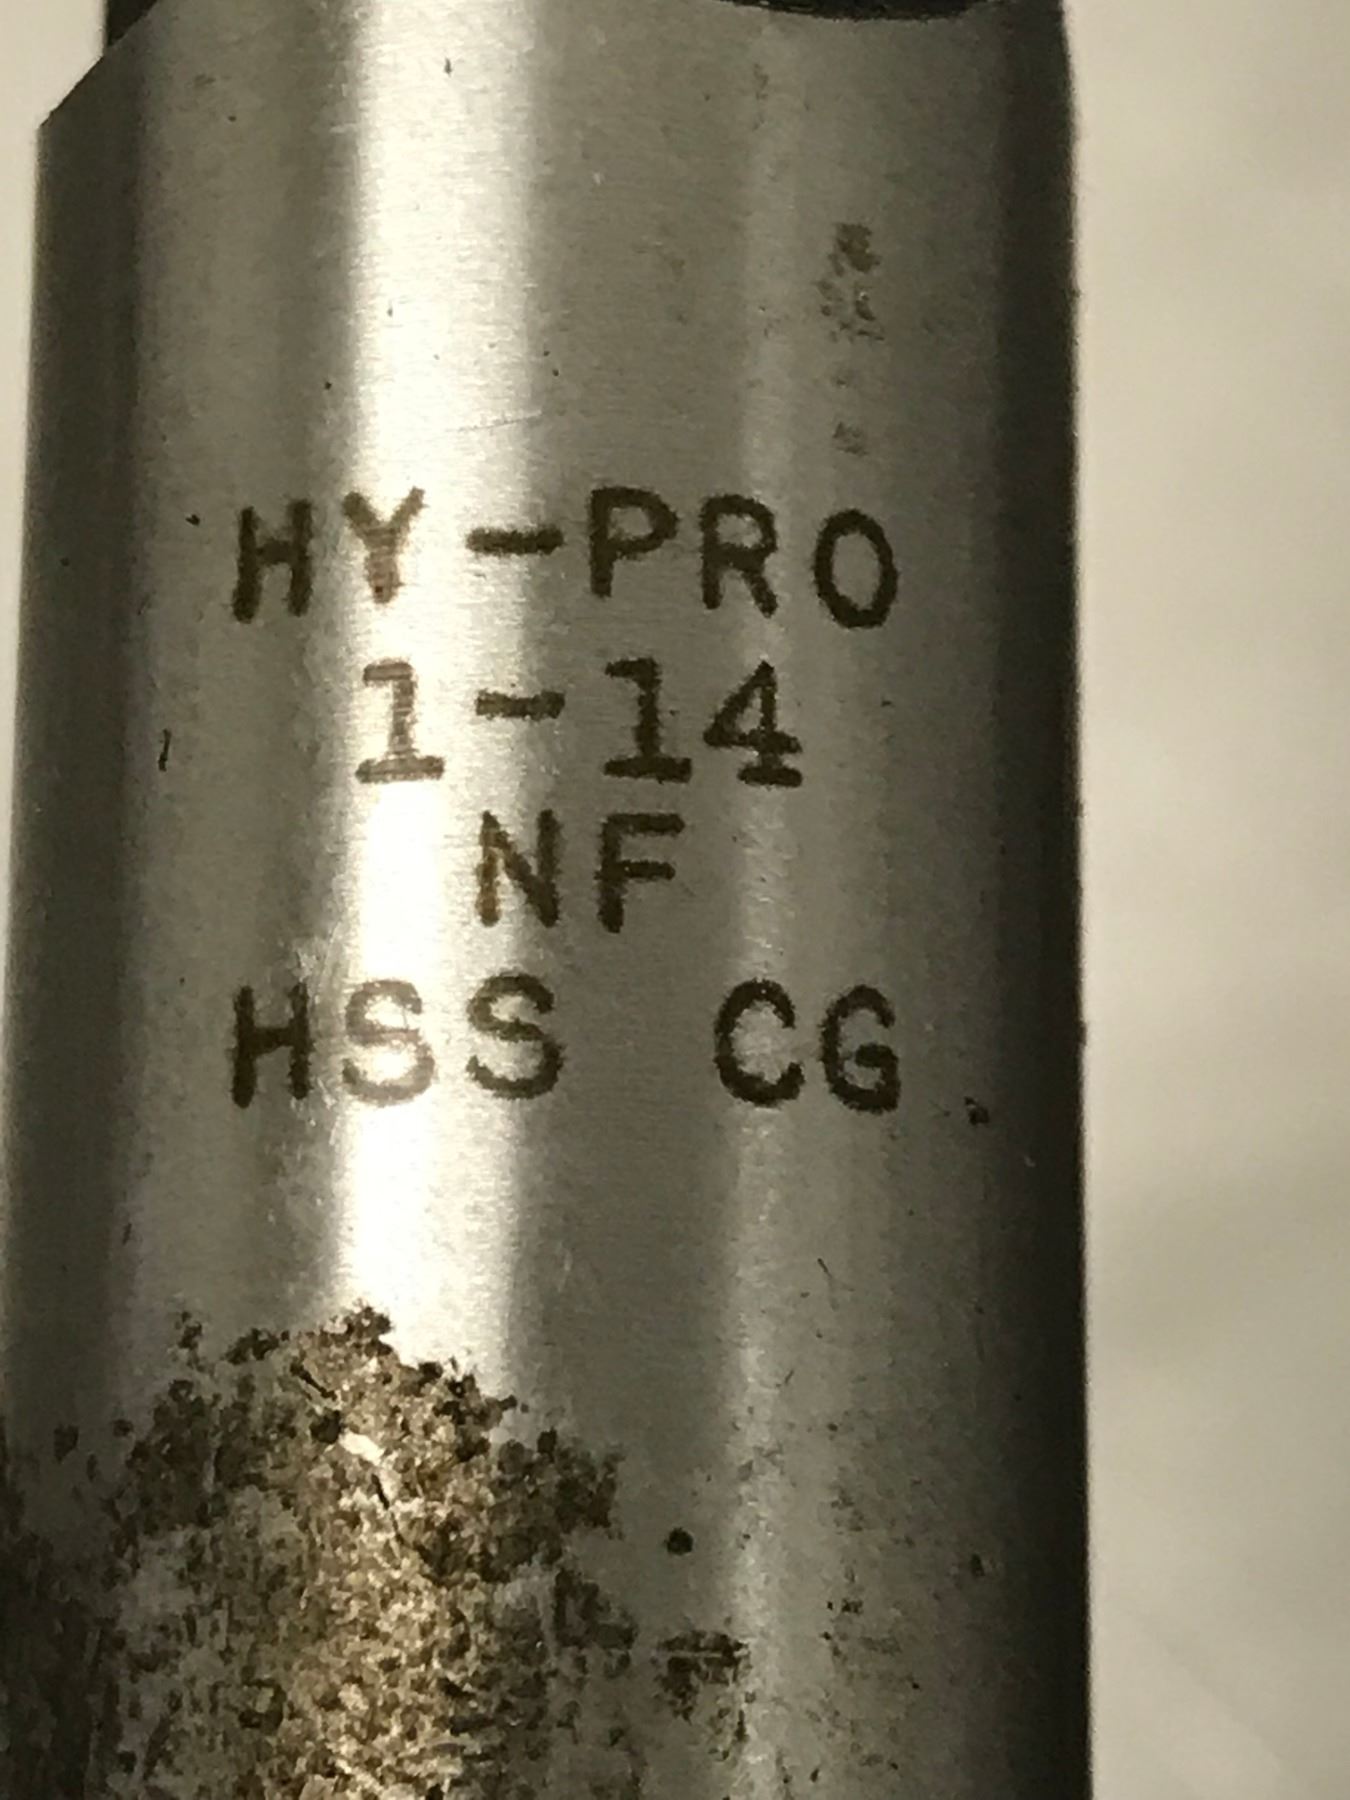 HY-PRO
1-14
NF
HSS CG